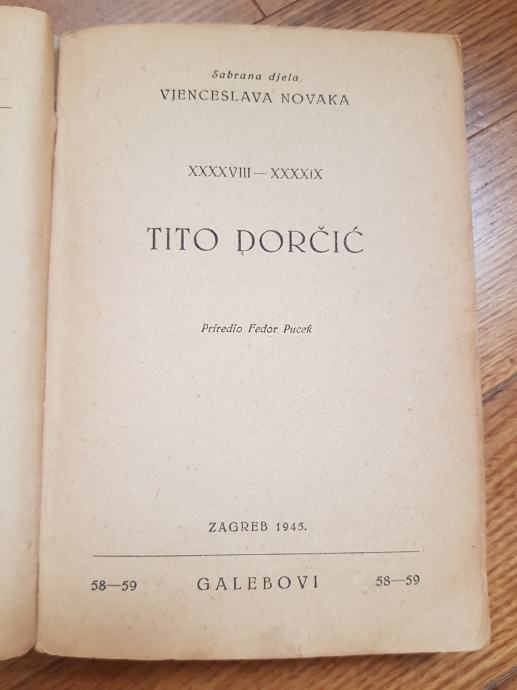 Sabrana djela
VJENCESLAVA NOVAKA
XXXXVIII — XXXXIX
TITO DORČIĆ
Priredio Fedor Pucek
ZAGREB 1945.
58—59 GALEBOVI 58—59